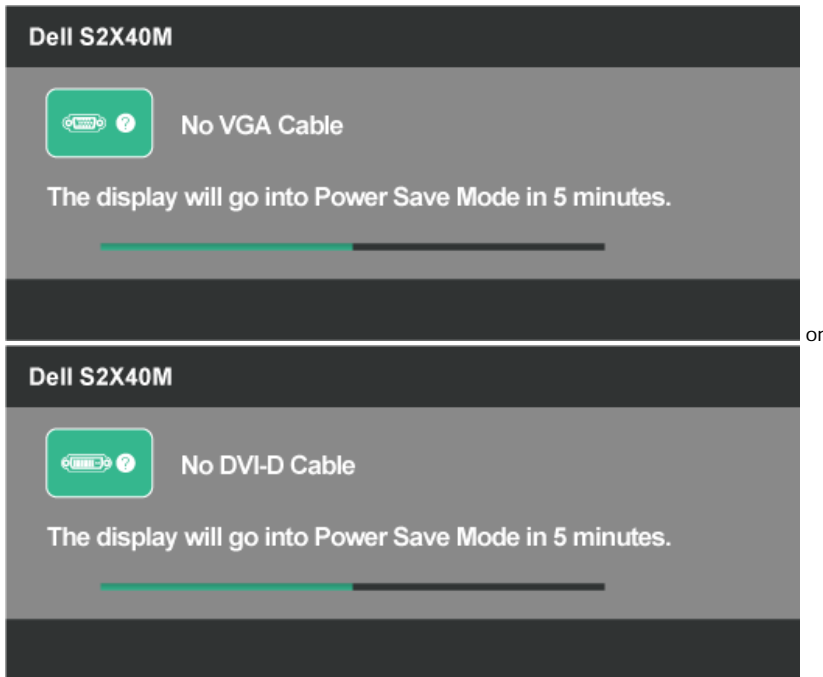 Dell S2X40M
?
No VGA Cable
The display will go into Power Save Mode in 5 minutes.
or
Dell S2X40M
?
No DVI-D Cable
The display will go into Power Save Mode in 5 minutes.